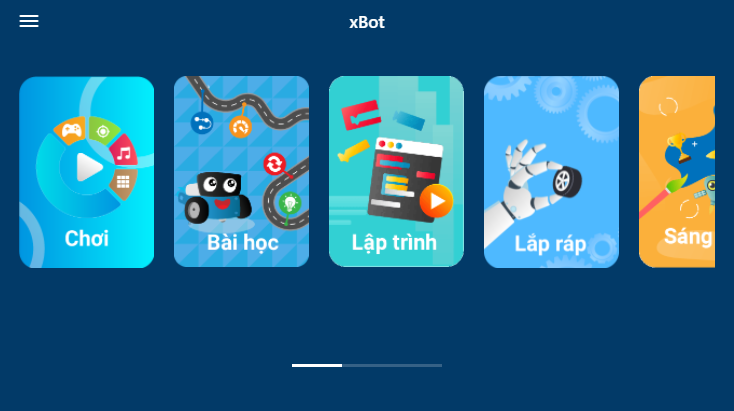 xBot
Chơi
Bài học
Lập trình
Lắp ráp
Sáng